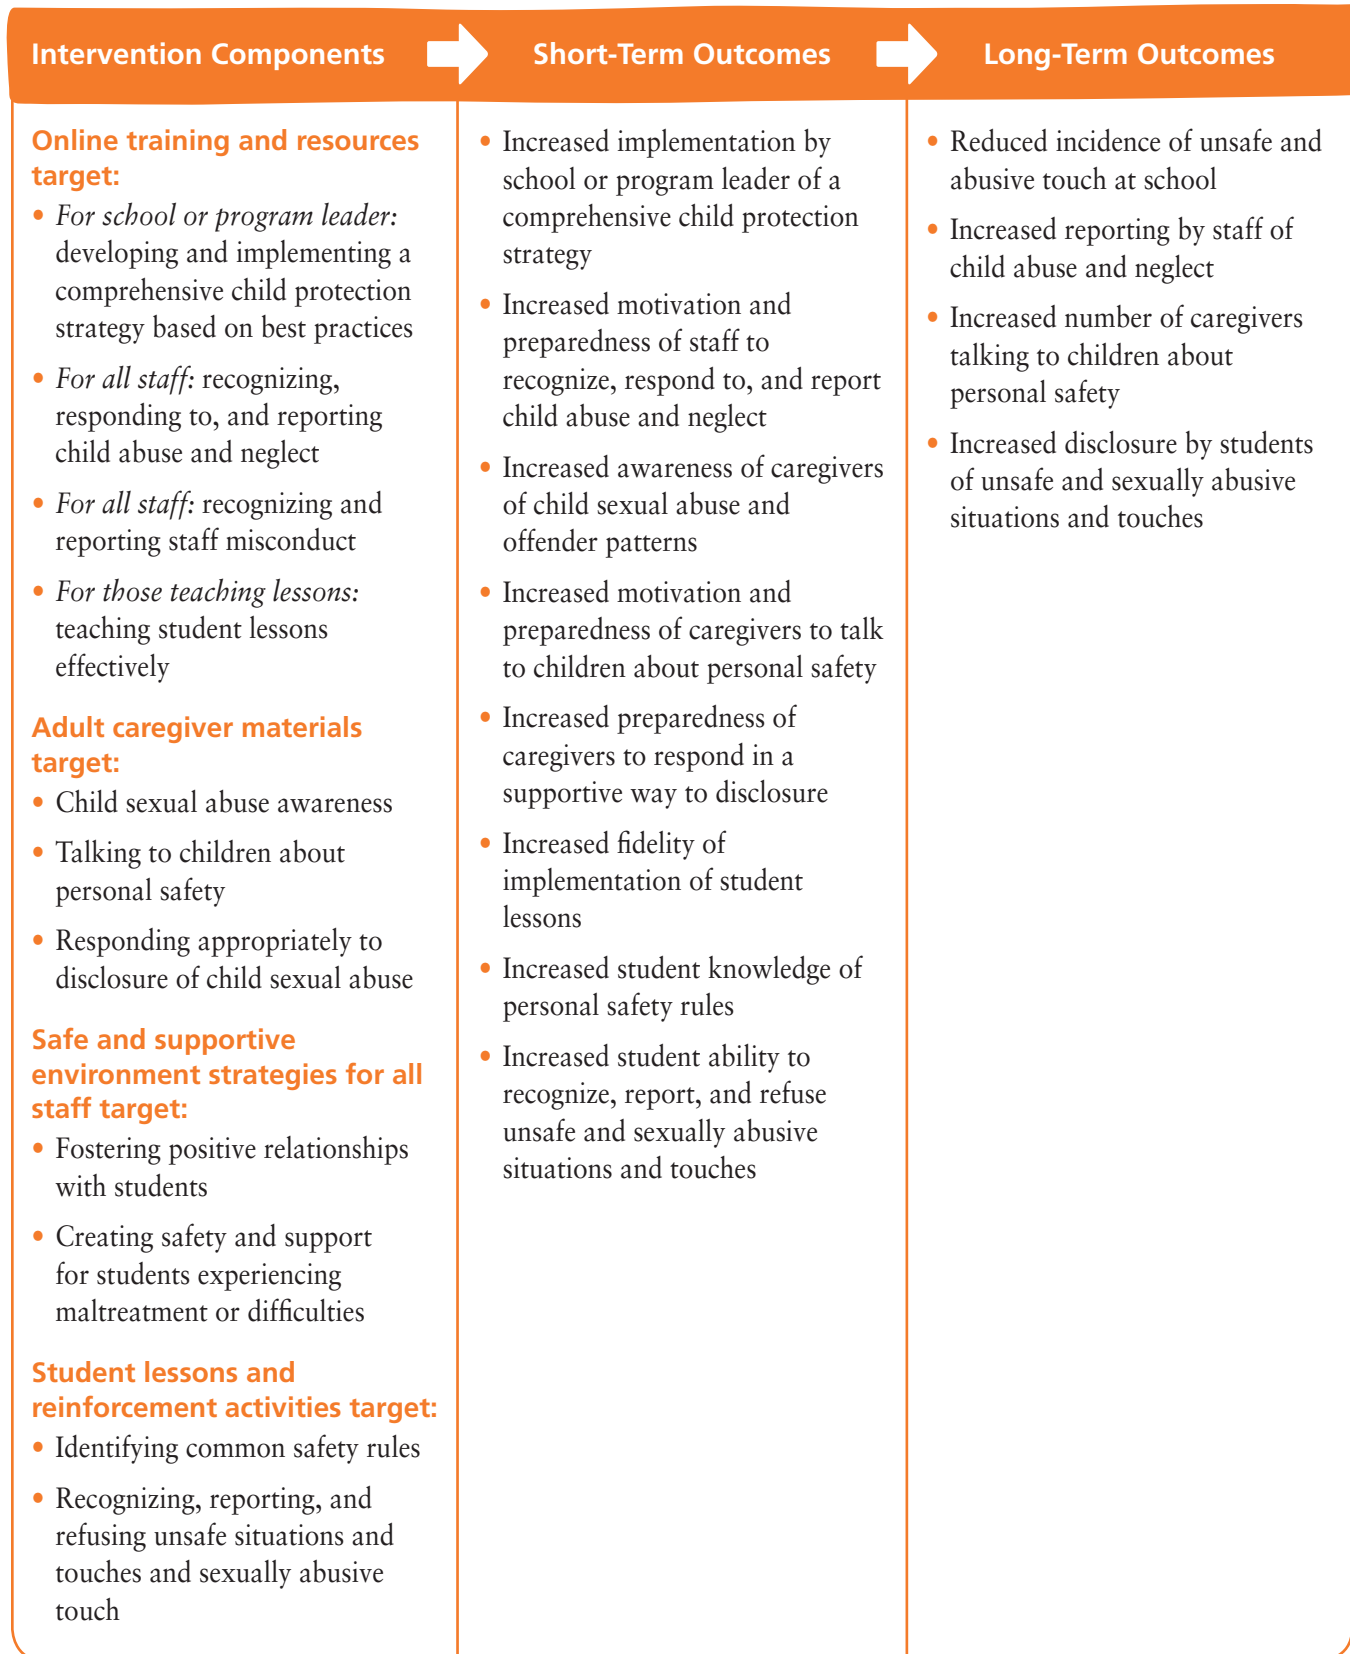 Intervention Components
Short-Term Outcomes
Long-Term Outcomes
Online training and resources
target:
• For school or program leader:
developing and implementing a
comprehensive child protection
strategy based on best practices
• For all staff: recognizing,
responding to, and reporting
child abuse and neglect
• For all staff: recognizing and
reporting staff misconduct
• For those teaching lessons:
teaching student lessons
effectively
Adult caregiver materials
target:
• Child sexual abuse awareness
• Talking to children about
personal safety
• Responding appropriately to
disclosure of child sexual abuse
Safe and supportive
environment strategies for all
staff target:
• Fostering positive relationships
with students
• Creating safety and support
for students experiencing
maltreatment or difficulties
Student lessons and
reinforcement activities target:
• Identifying common safety rules
• Recognizing, reporting, and
refusing unsafe situations and
touches and sexually abusive
touch
• Increased implementation by
school or program leader of a
comprehensive child protection
strategy
• Increased motivation and
preparedness of staff to
recognize, respond to, and report
child abuse and neglect
• Increased awareness of caregivers
of child sexual abuse and
offender patterns
• Increased motivation and
preparedness of caregivers to talk
to children about personal safety
• Increased preparedness of
caregivers to respond in a
supportive way to disclosure
• Increased fidelity of
implementation of student
lessons
• Increased student knowledge of
personal safety rules
• Increased student ability to
recognize, report, and refuse
unsafe and sexually abusive
situations and touches
• Reduced incidence of unsafe and
abusive touch at school
• Increased reporting by staff of
child abuse and neglect
• Increased number of caregivers
talking to children about
personal safety
• Increased disclosure by students
of unsafe and sexually abusive
situations and touches